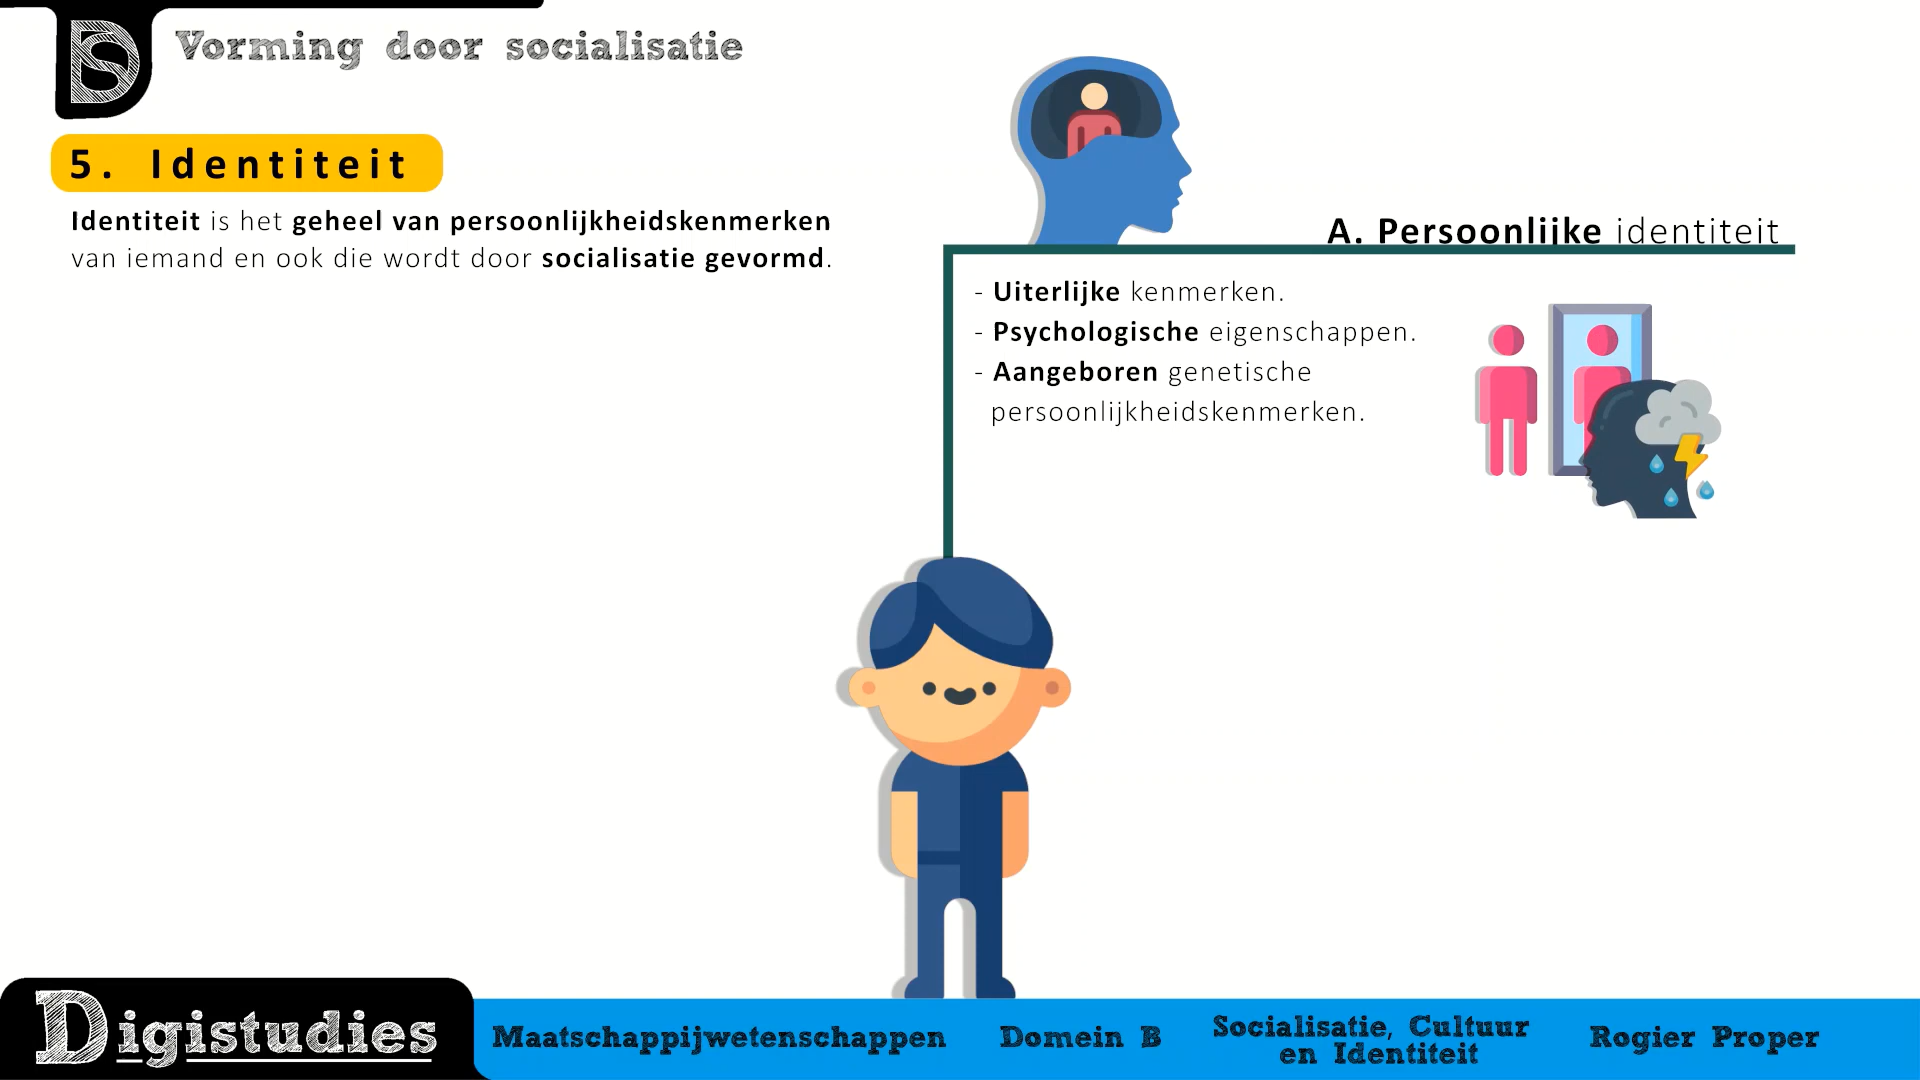 DS
Vorming door socialisatie
5. Identiteit
Identiteit is het geheel van persoonlijkheidskenmerken
van iemand en ook die wordt door socialisatie gevormd.
A. Persoonlijke identiteit
- Uiterlijke kenmerken.
- Psychologische eigenschappen.
- Aangeboren genetische
persoonlijkheidskenmerken.
Digistudies
Maatschappijwetenschappen
Domein B
Socialisatie, Cultuur
en Identiteit
Rogier Proper